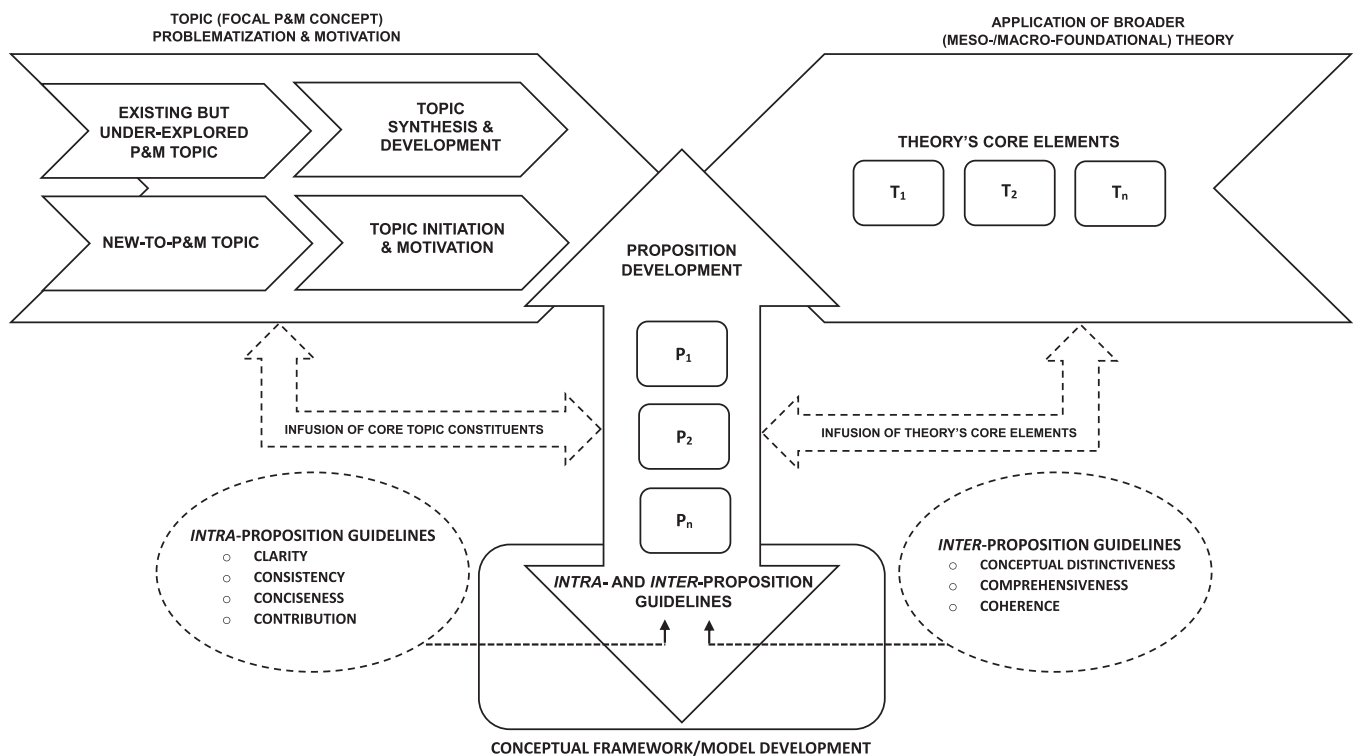 TOPIC (FOCAL P&M CONCEPT)
PROBLEMATIZATION & MOTIVATION
APPLICATION OF BROADER
(MESO-/MACRO-FOUNDATIONAL) THEORY
EXISTING BUT
UNDER-EXPLORED
P&M TOPIC
TOPIC
SYNTHESIS &
DEVELOPMENT
NEW-TO-P&M TOPIC
TOPIC INITIATION
& MOTIVATION
THEORY'S CORE ELEMENTS
T1
T2
Tn
PROPOSITION
DEVELOPMENT
P1
P2
Pn
INFUSION OF CORE TOPIC CONSTITUENTS
INFUSION OF THEORY'S CORE ELEMENTS
INTRA-PROPOSITION GUIDELINES
○ CLARITY
○ CONSISTENCY
○ CONCISENESS
○ CONTRIBUTION
INTER-PROPOSITION GUIDELINES
○ CONCEPTUAL DISTINCTIVENESS
○ COMPREHENSIVENESS
○ COHERENCE
INTRA- AND INTER-PROPOSITION
GUIDELINES
CONCEPTUAL FRAMEWORK/MODEL DEVELOPMENT